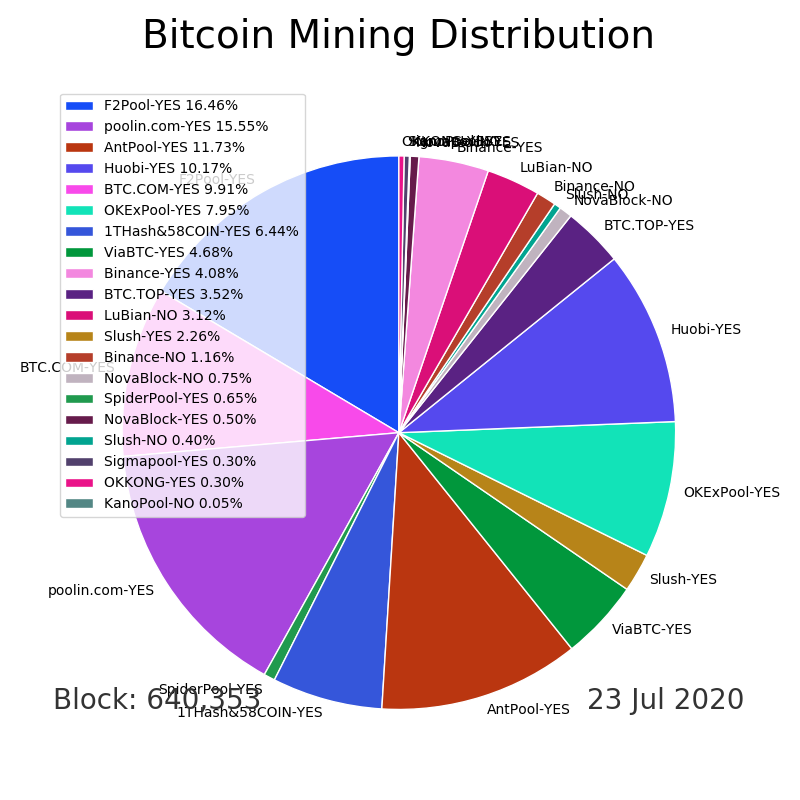 Bitcoin Mining Distribution
F2Pool-YES 16.46%
poolin.com-YES 15.55%
AntPool-YES 11.73%
Huobi-YES 10.17%
BTC.COM-YES 9.91%
OKExPool-YES 7.95%
1THash&58COIN-YES 6.44%
ViaBTC-YES 4.68%
Binance-YES 4.08%
BTC.TOP-YES 3.52%
LuBian-NO 3.12%
Slush-YES 2.26%
Binance-NO 1.16%
NovaBlock-NO 0.75%
SpiderPool-YES 0.65%
NovaBlock-YES 0.50%
Slush-NO 0.40%
Sigmapool-YES 0.30%
OKKONG-YES 0.30%
KanoPool-NO 0.05%
Binance-YES
LuBian-NO
Binance-NO
Slush-NO
NovaBlock-NO
BTC.TOP-YES
Huobi-YES
OKExPool-YES
Slush-YES
ViaBTC-YES
AntPool-YES
1THash&58COIN-YES
SpiderPool-YES
poolin.com-YES
BTC.COM-YES
F2Pool-YES
Block: 640,353
23 Jul 2020